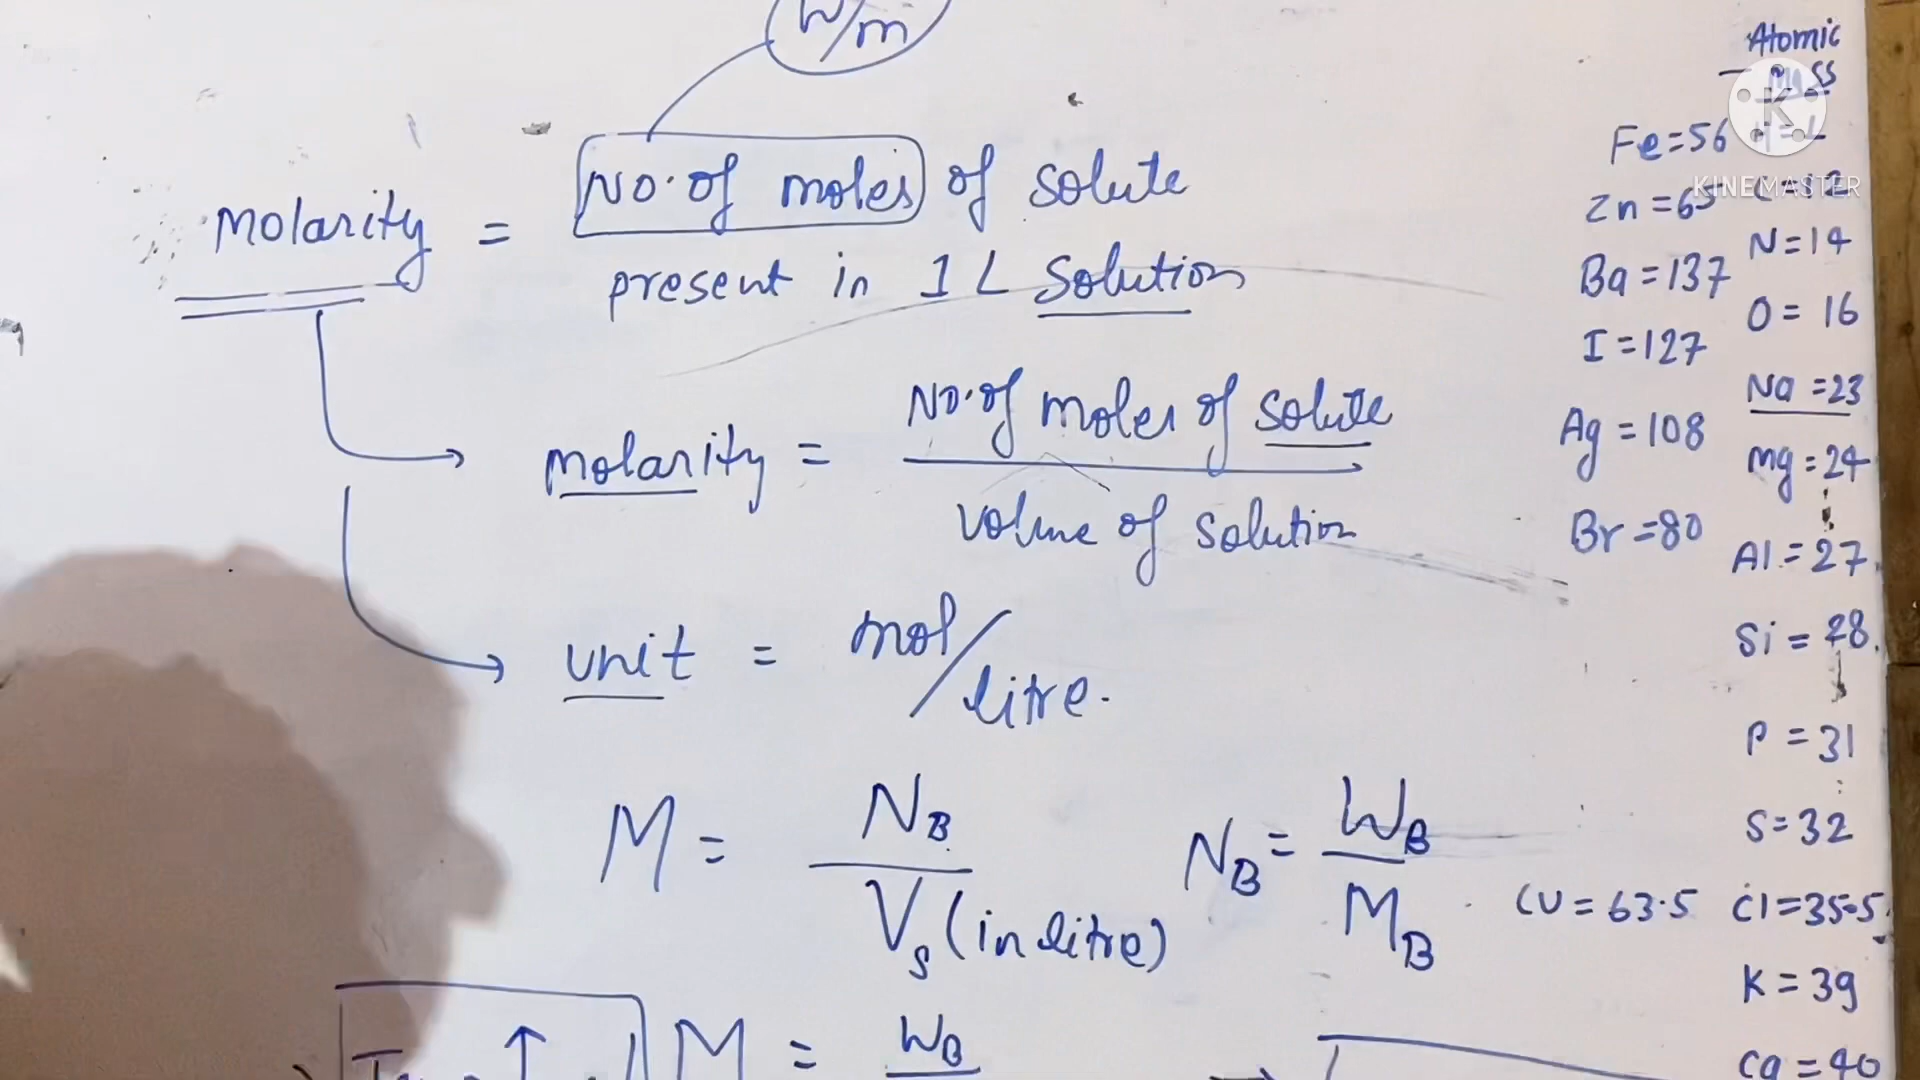 W/m
Molarity = No. of moles of solute
present in 1 L solution
molarity = No. of moles of solute
volume of solution
unit = mol/litre.
M = NB
Vs (in litre)
NB = WB
MB
M = WB
Atomic
mass
Fe=56
Zn=65
Ba=137
I=127
Ag=108
Br=80
Cu=63.5
N=14
O=16
Na=23
Mg=24
Al=27
Si=28
P=31
S=32
Cl=35.5
K=39
Ca=40
KINEMASTER